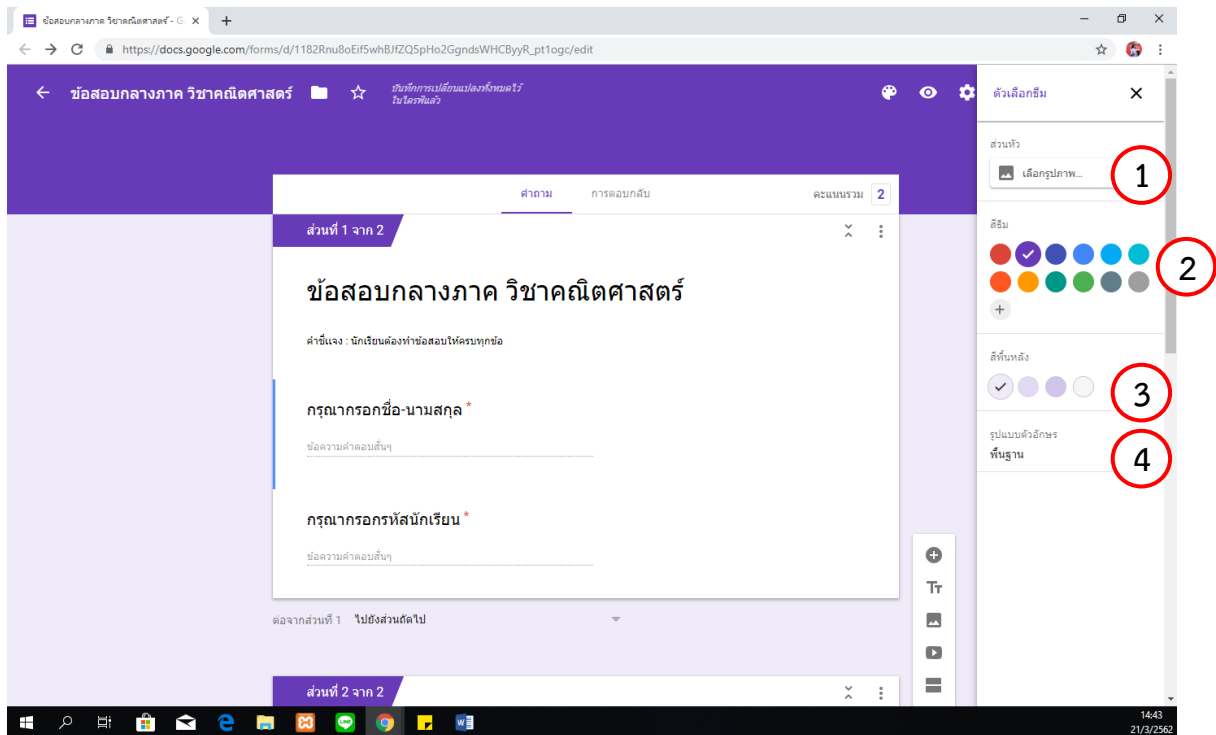 ข้อสอบกลางภาค วิชาคณิตศาสตร์ - G
https://docs.google.com/forms/d/1182Rnu8oEif5whBJfZQ5pHo2GgndsWHCByyR_pt1ogc/edit
ข้อสอบกลางภาค วิชาคณิตศาสตร์
บันทึกการเปลี่ยนแปลงทั้งหมดไว้
ในไดรฟ์แล้ว
คำถาม การตอบกลับ คะแนนรวม 2
ส่วนที่ 1 จาก 2
ข้อสอบกลางภาค วิชาคณิตศาสตร์
คำชี้แจง : นักเรียนต้องทำข้อสอบให้ครบทุกข้อ
กรุณากรอกชื่อ-นามสกุล *
ข้อความคำตอบสั้นๆ
กรุณากรอกรหัสนักเรียน *
ข้อความคำตอบสั้นๆ
ต่อจากส่วนที่ 1 ไปยังส่วนถัดไป
ส่วนที่ 2 จาก 2
Tт
ตัวเลือกธีม
ส่วนหัว
เลือกรูปภาพ...
1
สีธีม
2
สีพื้นหลัง
3
รูปแบบตัวอักษร
พื้นฐาน
4
14:43
21/3/2562